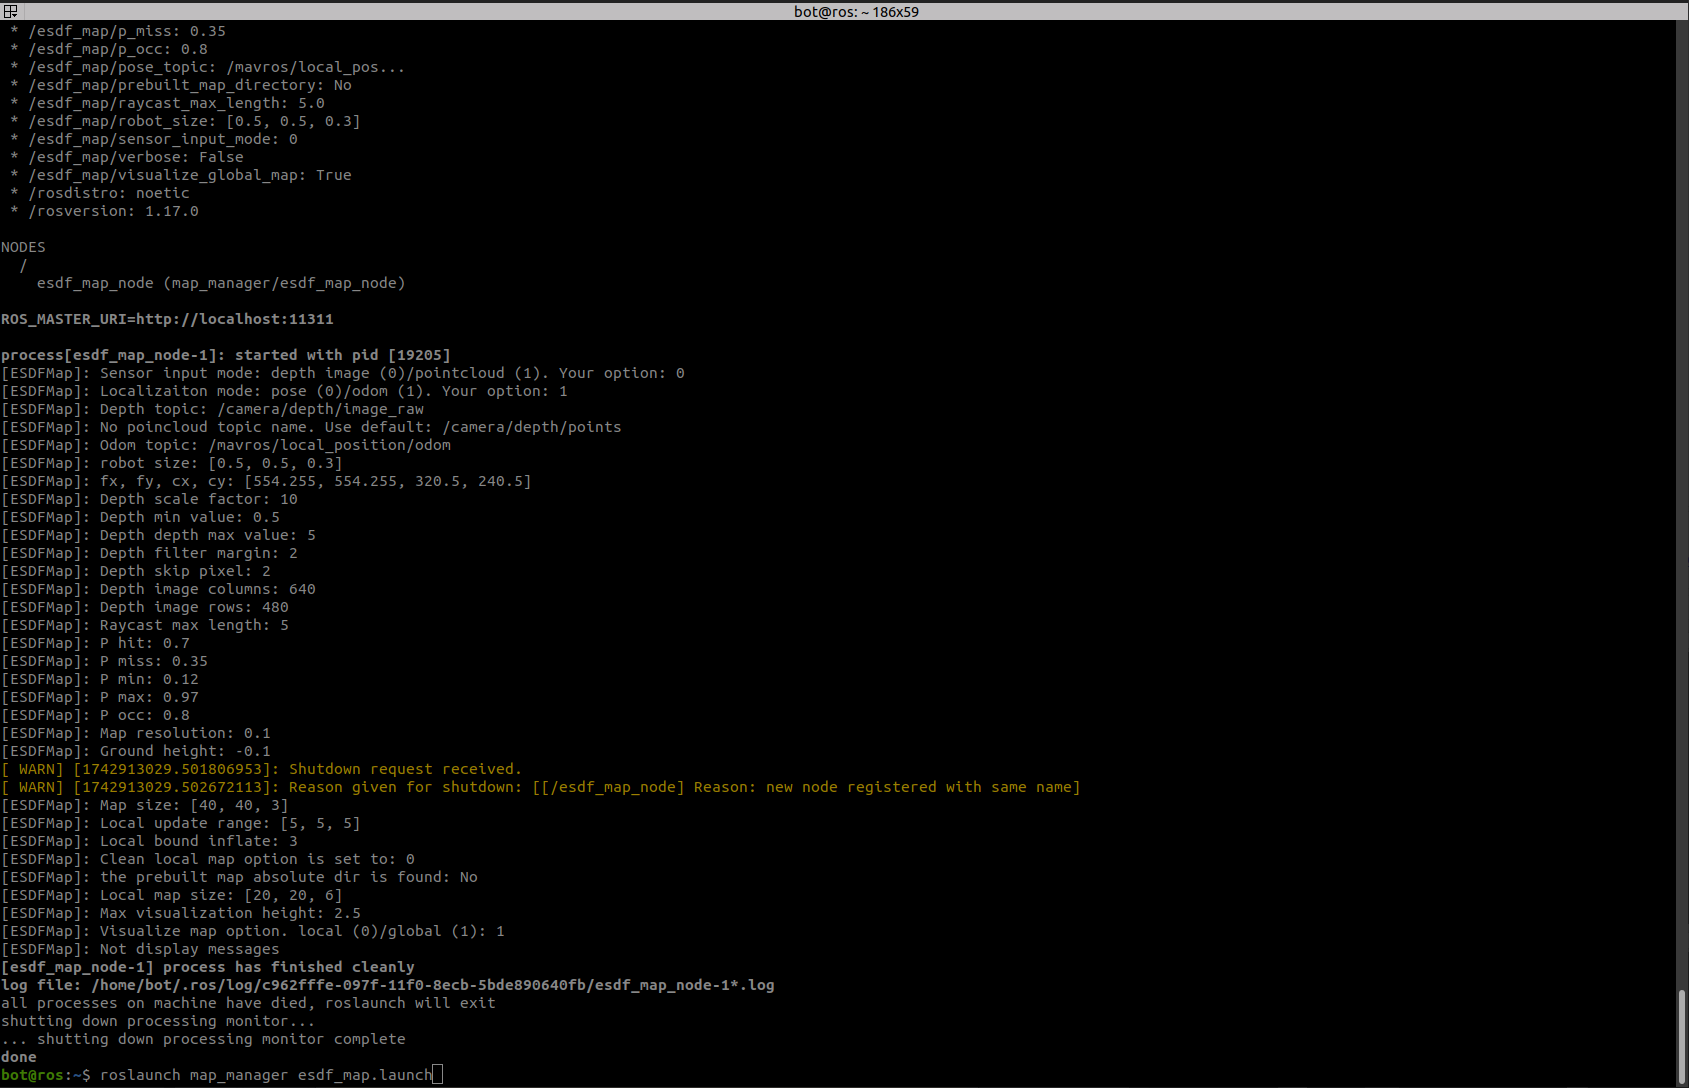 bot@ros: ~ 186x59
* /esdf_map/p_miss: 0.35
* /esdf_map/p_occ: 0.8
* /esdf_map/pose_topic: /mavros/local_pos...
* /esdf_map/prebuilt_map_directory: No
* /esdf_map/raycast_max_length: 5.0
* /esdf_map/robot_size: [0.5, 0.5, 0.3]
* /esdf_map/sensor_input_mode: 0
* /esdf_map/verbose: False
* /esdf_map/visualize_global_map: True
* /rosdistro: noetic
* /rosversion: 1.17.0
NODES
/
esdf_map_node (map_manager/esdf_map_node)
ROS_MASTER_URI=http://localhost:11311
process[esdf_map_node-1]: started with pid [19205]
[ESDFMap]: Sensor input mode: depth image (0)/pointcloud (1). Your option: 0
[ESDFMap]: Localizaiton mode: pose (0)/odom (1). Your option: 1
[ESDFMap]: Depth topic: /camera/depth/image_raw
[ESDFMap]: No poincloud topic name. Use default: /camera/depth/points
[ESDFMap]: Odom topic: /mavros/local_position/odom
[ESDFMap]: robot size: [0.5, 0.5, 0.3]
[ESDFMap]: fx, fy, cx, cy: [554.255, 554.255, 320.5, 240.5]
[ESDFMap]: Depth scale factor: 10
[ESDFMap]: Depth min value: 0.5
[ESDFMap]: Depth depth max value: 5
[ESDFMap]: Depth filter margin: 2
[ESDFMap]: Depth skip pixel: 2
[ESDFMap]: Depth image columns: 640
[ESDFMap]: Depth image rows: 480
[ESDFMap]: Raycast max length: 5
[ESDFMap]: P hit: 0.7
[ESDFMap]: P miss: 0.35
[ESDFMap]: P min: 0.12
[ESDFMap]: P max: 0.97
[ESDFMap]: P occ: 0.8
[ESDFMap]: Map resolution: 0.1
[ESDFMap]: Ground height: -0.1
[ WARN] [1742913029.501806953]: Shutdown request received.
[ WARN] [1742913029.502672113]: Reason given for shutdown: [[/esdf_map_node] Reason: new node registered with same name]
[ESDFMap]: Map size: [40, 40, 3]
[ESDFMap]: Local update range: [5, 5, 5]
[ESDFMap]: Local bound inflate: 3
[ESDFMap]: Clean local map option is set to: 0
[ESDFMap]: the prebuilt map absolute dir is found: No
[ESDFMap]: Local map size: [20, 20, 6]
[ESDFMap]: Max visualization height: 2.5
[ESDFMap]: Visualize map option. local (0)/global (1): 1
[ESDFMap]: Not display messages
[esdf_map_node-1] process has finished cleanly
log file: /home/bot/.ros/log/c962fffe-097f-11f0-8ecb-5bde890640fb/esdf_map_node-1*.log
all processes on machine have died, roslaunch will exit
shutting down processing monitor...
... shutting down processing monitor complete
done
bot@ros:~$ roslaunch map_manager esdf_map.launch